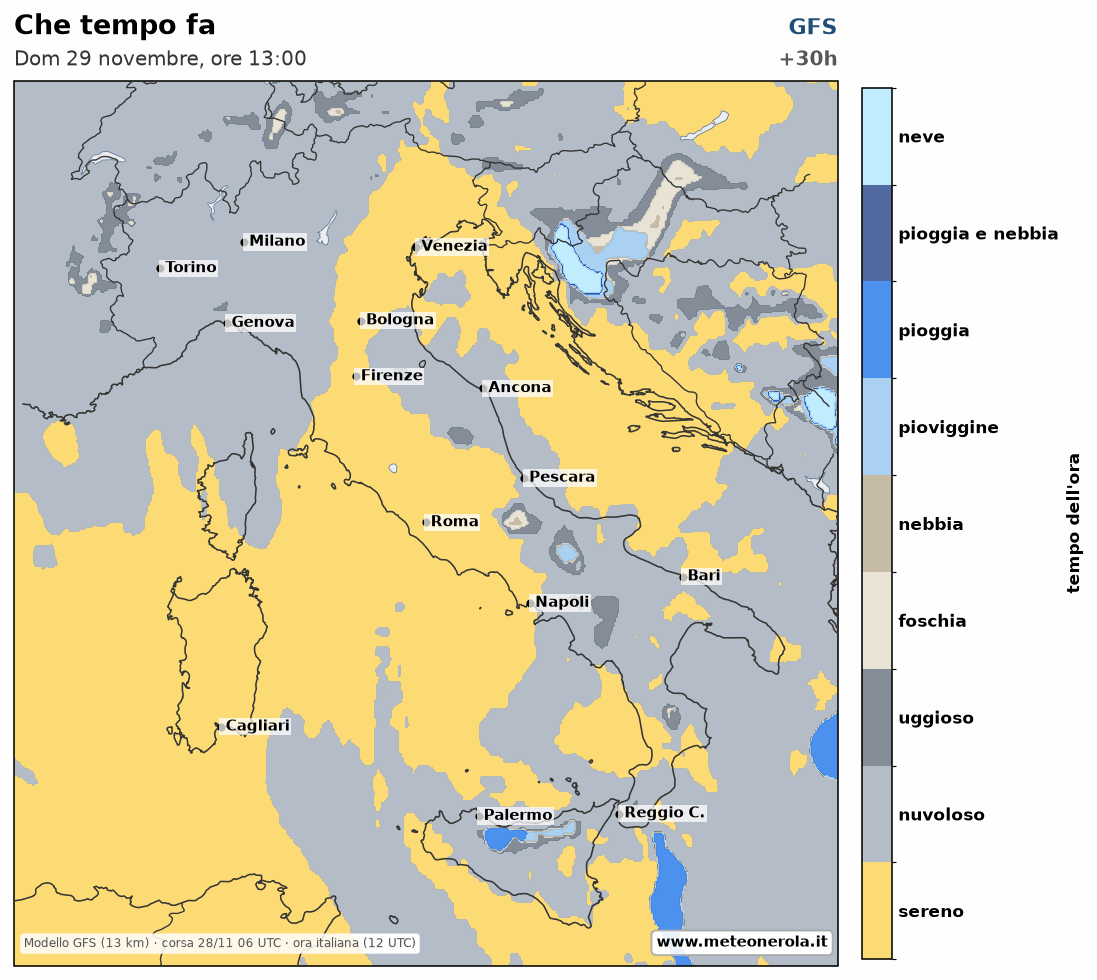 Che tempo fa
GFS
Dom 29 novembre, ore 13:00
+30h
neve
pioggia e nebbia
Milano
Venezia
Torino
Genova
Bologna
pioggia
Firenze
Ancona
pioviggine
Pescara
Roma
nebbia
tempo dell'ora
Bari
Napoli
foschia
Cagliari
uggioso
Palermo
Reggio C.
nuvoloso
sereno
Modello GFS (13 km) · corsa 28/11 06 UTC · ora italiana (12 UTC)
www.meteonerola.it